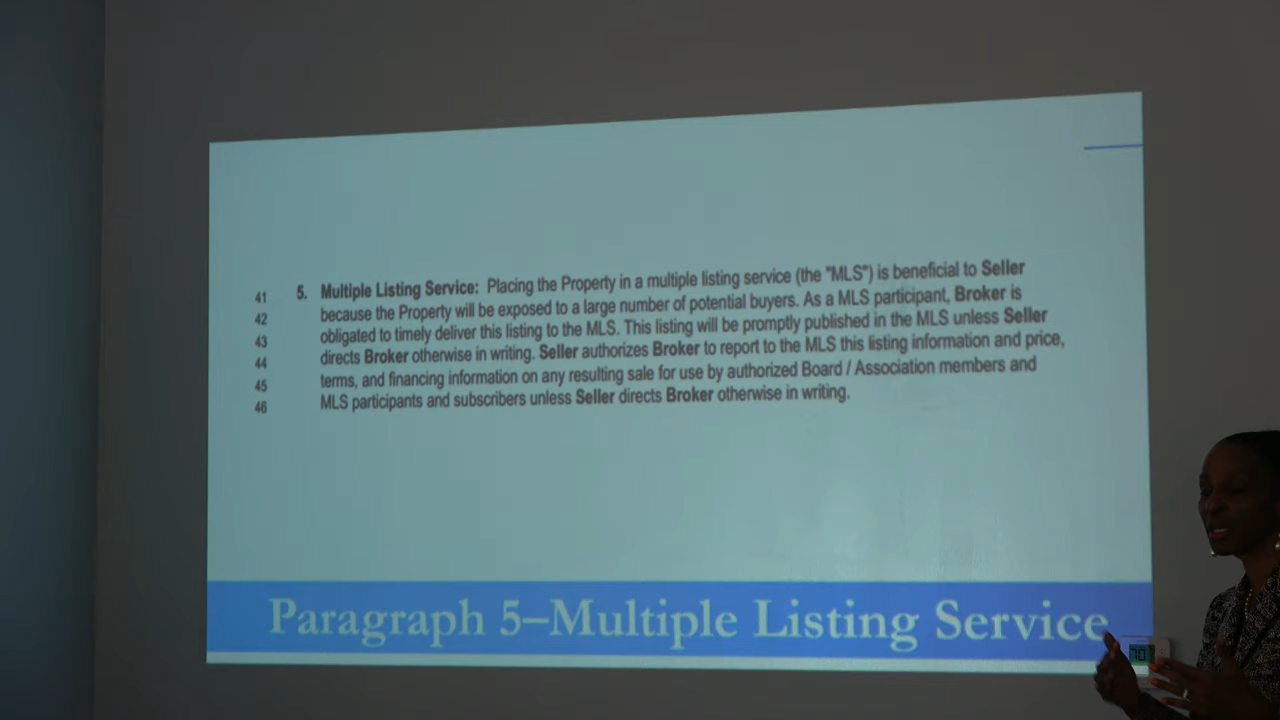 41 5. Multiple Listing Service: Placing the Property in a multiple listing service (the "MLS") is beneficial to Seller
42 because the Property will be exposed to a large number of potential buyers. As a MLS participant, Broker is
43 obligated to timely deliver this listing to the MLS. This listing will be promptly published in the MLS unless Seller
44 directs Broker otherwise in writing. Seller authorizes Broker to report to the MLS this listing information and price,
45 terms, and financing information on any resulting sale for use by authorized Board / Association members and
46 MLS participants and subscribers unless Seller directs Broker otherwise in writing.
Paragraph 5–Multiple Listing Service
70